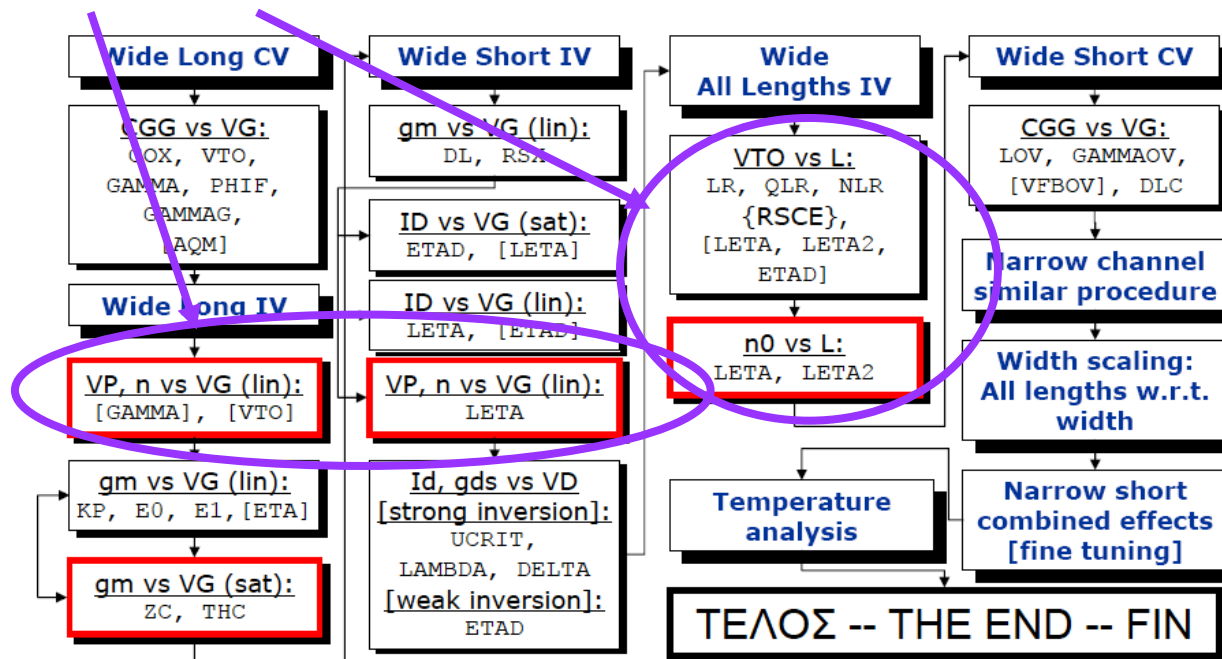 Wide Long CV
CGG vs VG:
COX, VTO,
GAMMA, PHIF,
GAMMAG,
[AQM]
Wide Long IV
VP, n vs VG (lin):
[GAMMA], [VTO]
gm vs VG (lin):
KP, E0, E1,[ETA]
gm vs VG (sat):
ZC, THC
Wide Short IV
gm vs VG (lin):
DL, RSX
ID vs VG (sat):
ETAD, [LETA]
ID vs VG (lin):
LETA, [ETAD]
VP, n vs VG (lin):
LETA
Id, gds vs VD
[strong inversion]:
UCRIT,
LAMBDA, DELTA
[weak inversion]:
ETAD
Wide
All Lengths IV
VTO vs L:
LR, QLR, NLR
{RSCE},
[LETA, LETA2,
ETAD]
n0 vs L:
LETA, LETA2
Wide Short CV
CGG vs VG:
LOV, GAMMAOV,
[VFBOV], DLC
Narrow channel
similar procedure
Width scaling:
All lengths w.r.t.
width
Narrow short
combined effects
[fine tuning]
Temperature
analysis
ΤΕΛΟΣ -- THE END -- FIN